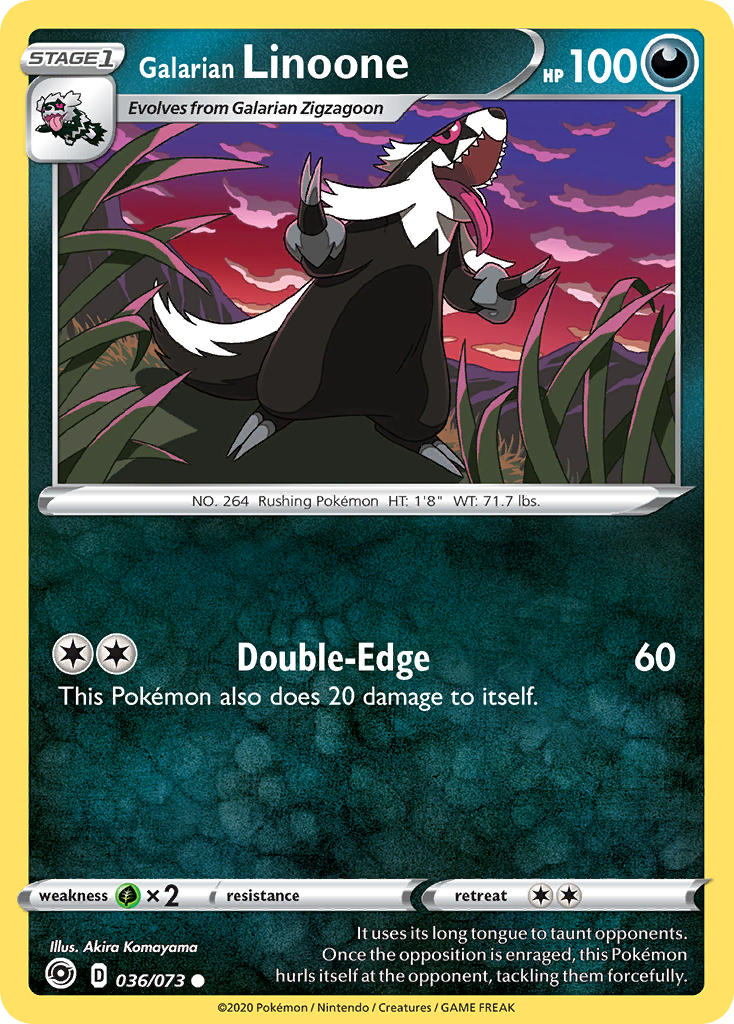 STAGE1
Galarian Linoone
HP 100
Evolves from Galarian Zigzagoon
NO. 264 Rushing Pokémon HT: 1'8" WT: 71.7 lbs.
Double-Edge 60
This Pokémon also does 20 damage to itself.
weakness ×2 resistance retreat
Illus. Akira Komayama
It uses its long tongue to taunt opponents.
Once the opposition is enraged, this Pokémon
hurls itself at the opponent, tackling them forcefully.
D 036/073
©2020 Pokémon / Nintendo / Creatures / GAME FREAK